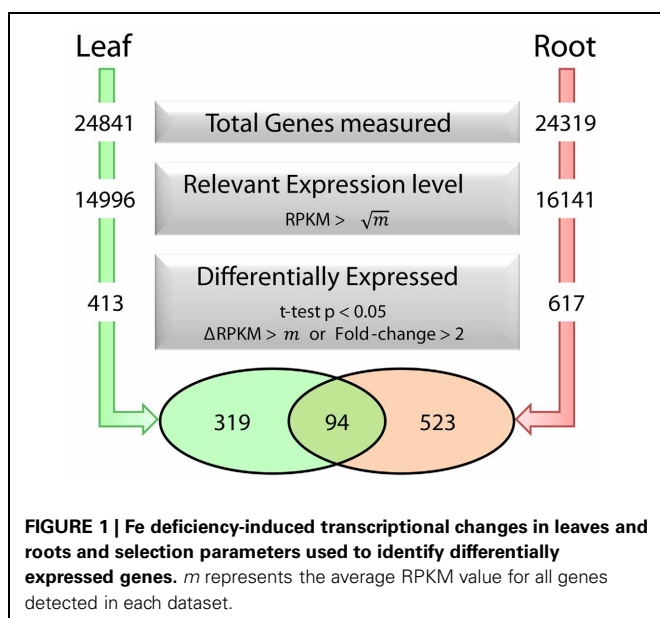 Leaf
Root
24841
Total Genes measured
24319
14996
Relevant Expression level
RPKM > √m
16141
413
Differentially Expressed
t-test p < 0.05
ΔRPKM > m or Fold-change > 2
617
319
94
523
FIGURE 1 | Fe deficiency-induced transcriptional changes in leaves and
roots and selection parameters used to identify differentially
expressed genes. m represents the average RPKM value for all genes
detected in each dataset.